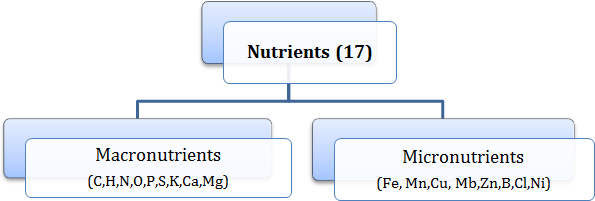 Nutrients (17)
Macronutrients
(C,H,N,O,P,S,K,Ca,Mg)
Micronutrients
(Fe, Mn,Cu, Mb,Zn,B,Cl,Ni)